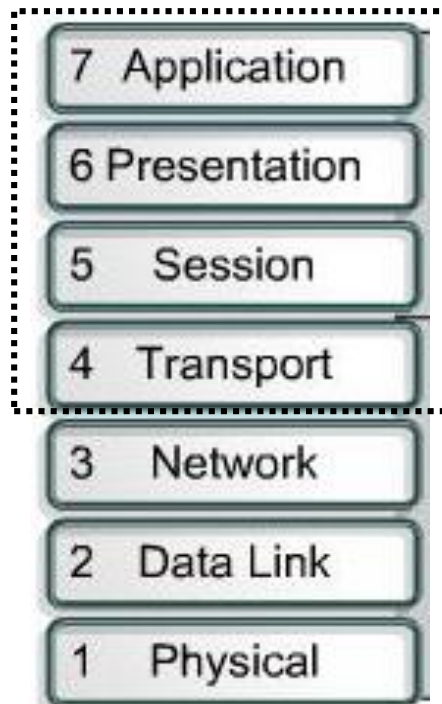 7 Application
6 Presentation
5 Session
4 Transport
3 Network
2 Data Link
1 Physical